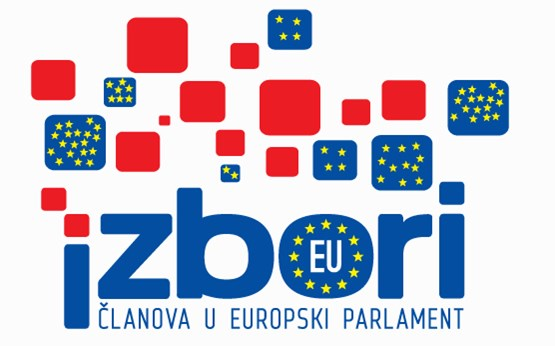 izbori
EU
ČLANOVA U EUROPSKI PARLAMENT